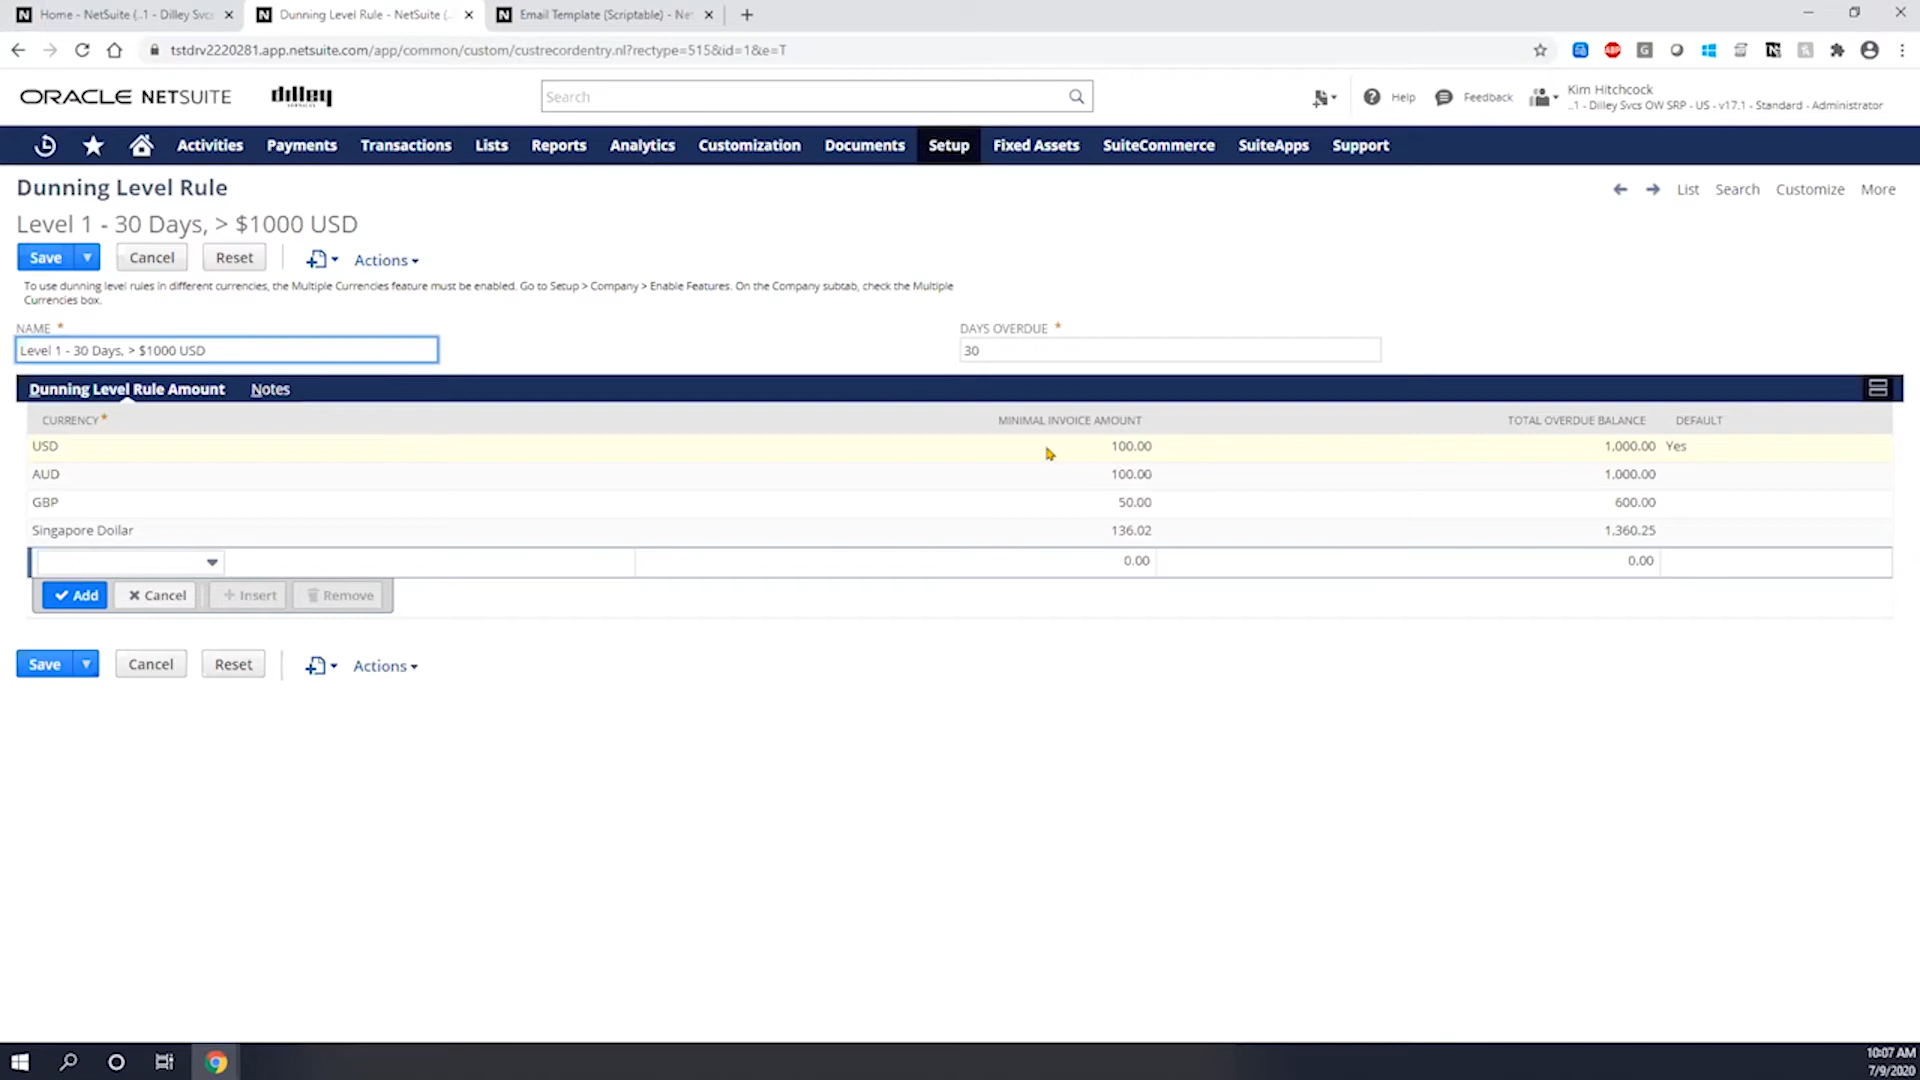 Home - NetSuite (..1 - Dilley Svcs
Dunning Level Rule - NetSuite (..
Email Template (Scriptable) - Net
tstdrv2220281.app.netsuite.com/app/common/custom/custrecordentry.nl?rectype=515&id=1&e=T
ORACLE NETSUITE
dilley
SERVICES
Search
Help
Feedback
Kim Hitchcock
..1 - Dilley Svcs OW SRP - US - v17.1 - Standard - Administrator
Activities Payments Transactions Lists Reports Analytics Customization Documents Setup Fixed Assets SuiteCommerce SuiteApps Support
Dunning Level Rule
List Search Customize More
Level 1 - 30 Days, > $1000 USD
Save Cancel Reset Actions
To use dunning level rules in different currencies, the Multiple Currencies feature must be enabled. Go to Setup > Company > Enable Features. On the Company subtab, check the Multiple
Currencies box.
NAME * DAYS OVERDUE *
Level 1 - 30 Days, > $1000 USD 30
Dunning Level Rule Amount Notes
CURRENCY * MINIMAL INVOICE AMOUNT TOTAL OVERDUE BALANCE DEFAULT
USD 100.00 1,000.00 Yes
AUD 100.00 1,000.00
GBP 50.00 600.00
Singapore Dollar 136.02 1,360.25
0.00 0.00
Add Cancel Insert Remove
Save Cancel Reset Actions
10:07 AM
7/9/2020